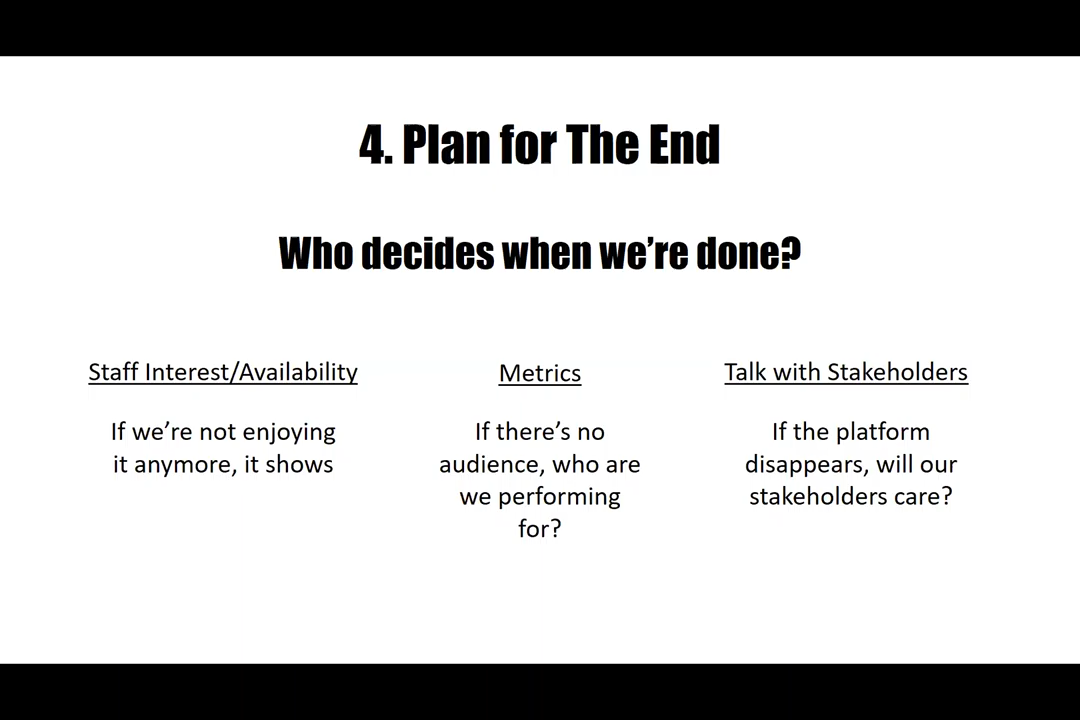 4. Plan for The End
Who decides when we’re done?
Staff Interest/Availability
If we’re not enjoying
it anymore, it shows
Metrics
If there’s no
audience, who are
we performing
for?
Talk with Stakeholders
If the platform
disappears, will our
stakeholders care?